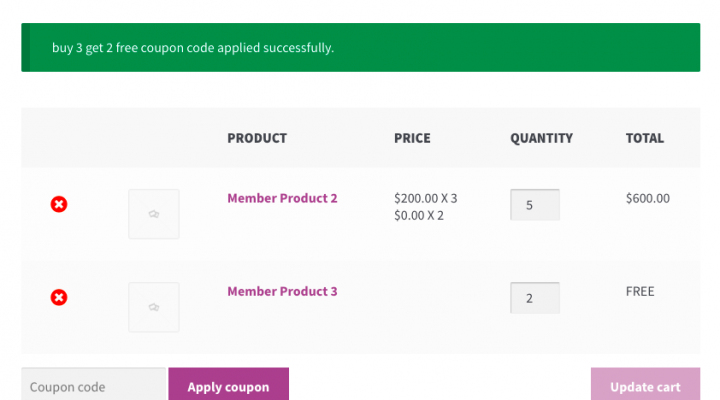 buy 3 get 2 free coupon code applied successfully.
PRODUCT PRICE QUANTITY TOTAL
Member Product 2 $200.00 X 3 5 $600.00
$0.00 X 2
Member Product 3 2 FREE
Coupon code Apply coupon Update cart